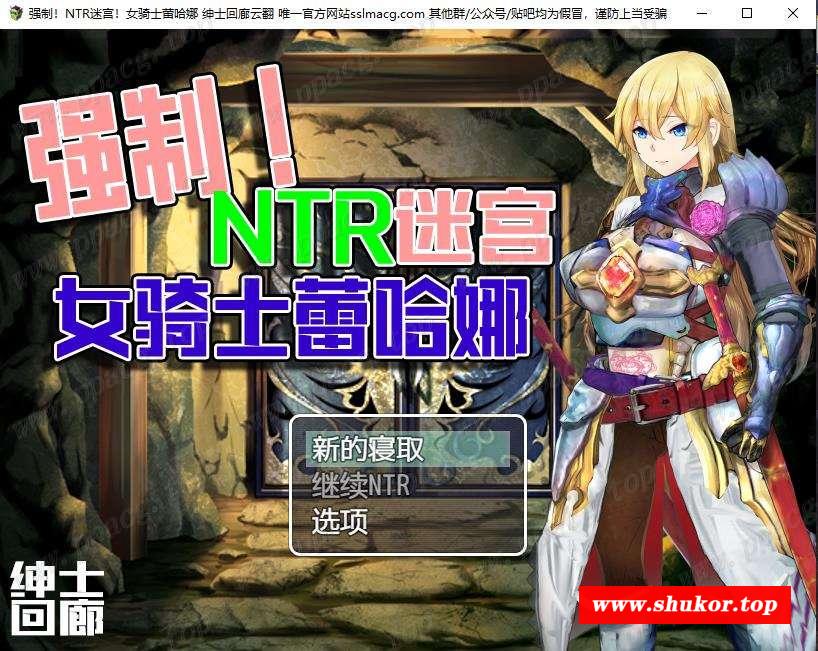 强制！NTR迷宫！女骑士蕾哈娜 绅士回廊云翻 唯一官方网站sslmacg.com 其他群/公众号/贴吧均为假冒，谨防上当受骗
强制！
NTR迷宫
女骑士蕾哈娜
新的寝取
继续NTR
选项
绅士
回廊
www.shukor.top